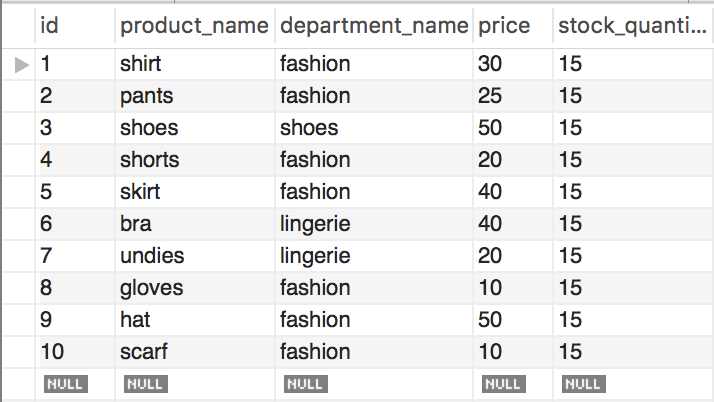 id product_name department_name price stock_quanti...
1 shirt fashion 30 15
2 pants fashion 25 15
3 shoes shoes 50 15
4 shorts fashion 20 15
5 skirt fashion 40 15
6 bra lingerie 40 15
7 undies lingerie 20 15
8 gloves fashion 10 15
9 hat fashion 50 15
10 scarf fashion 10 15
NULL NULL NULL NULL NULL